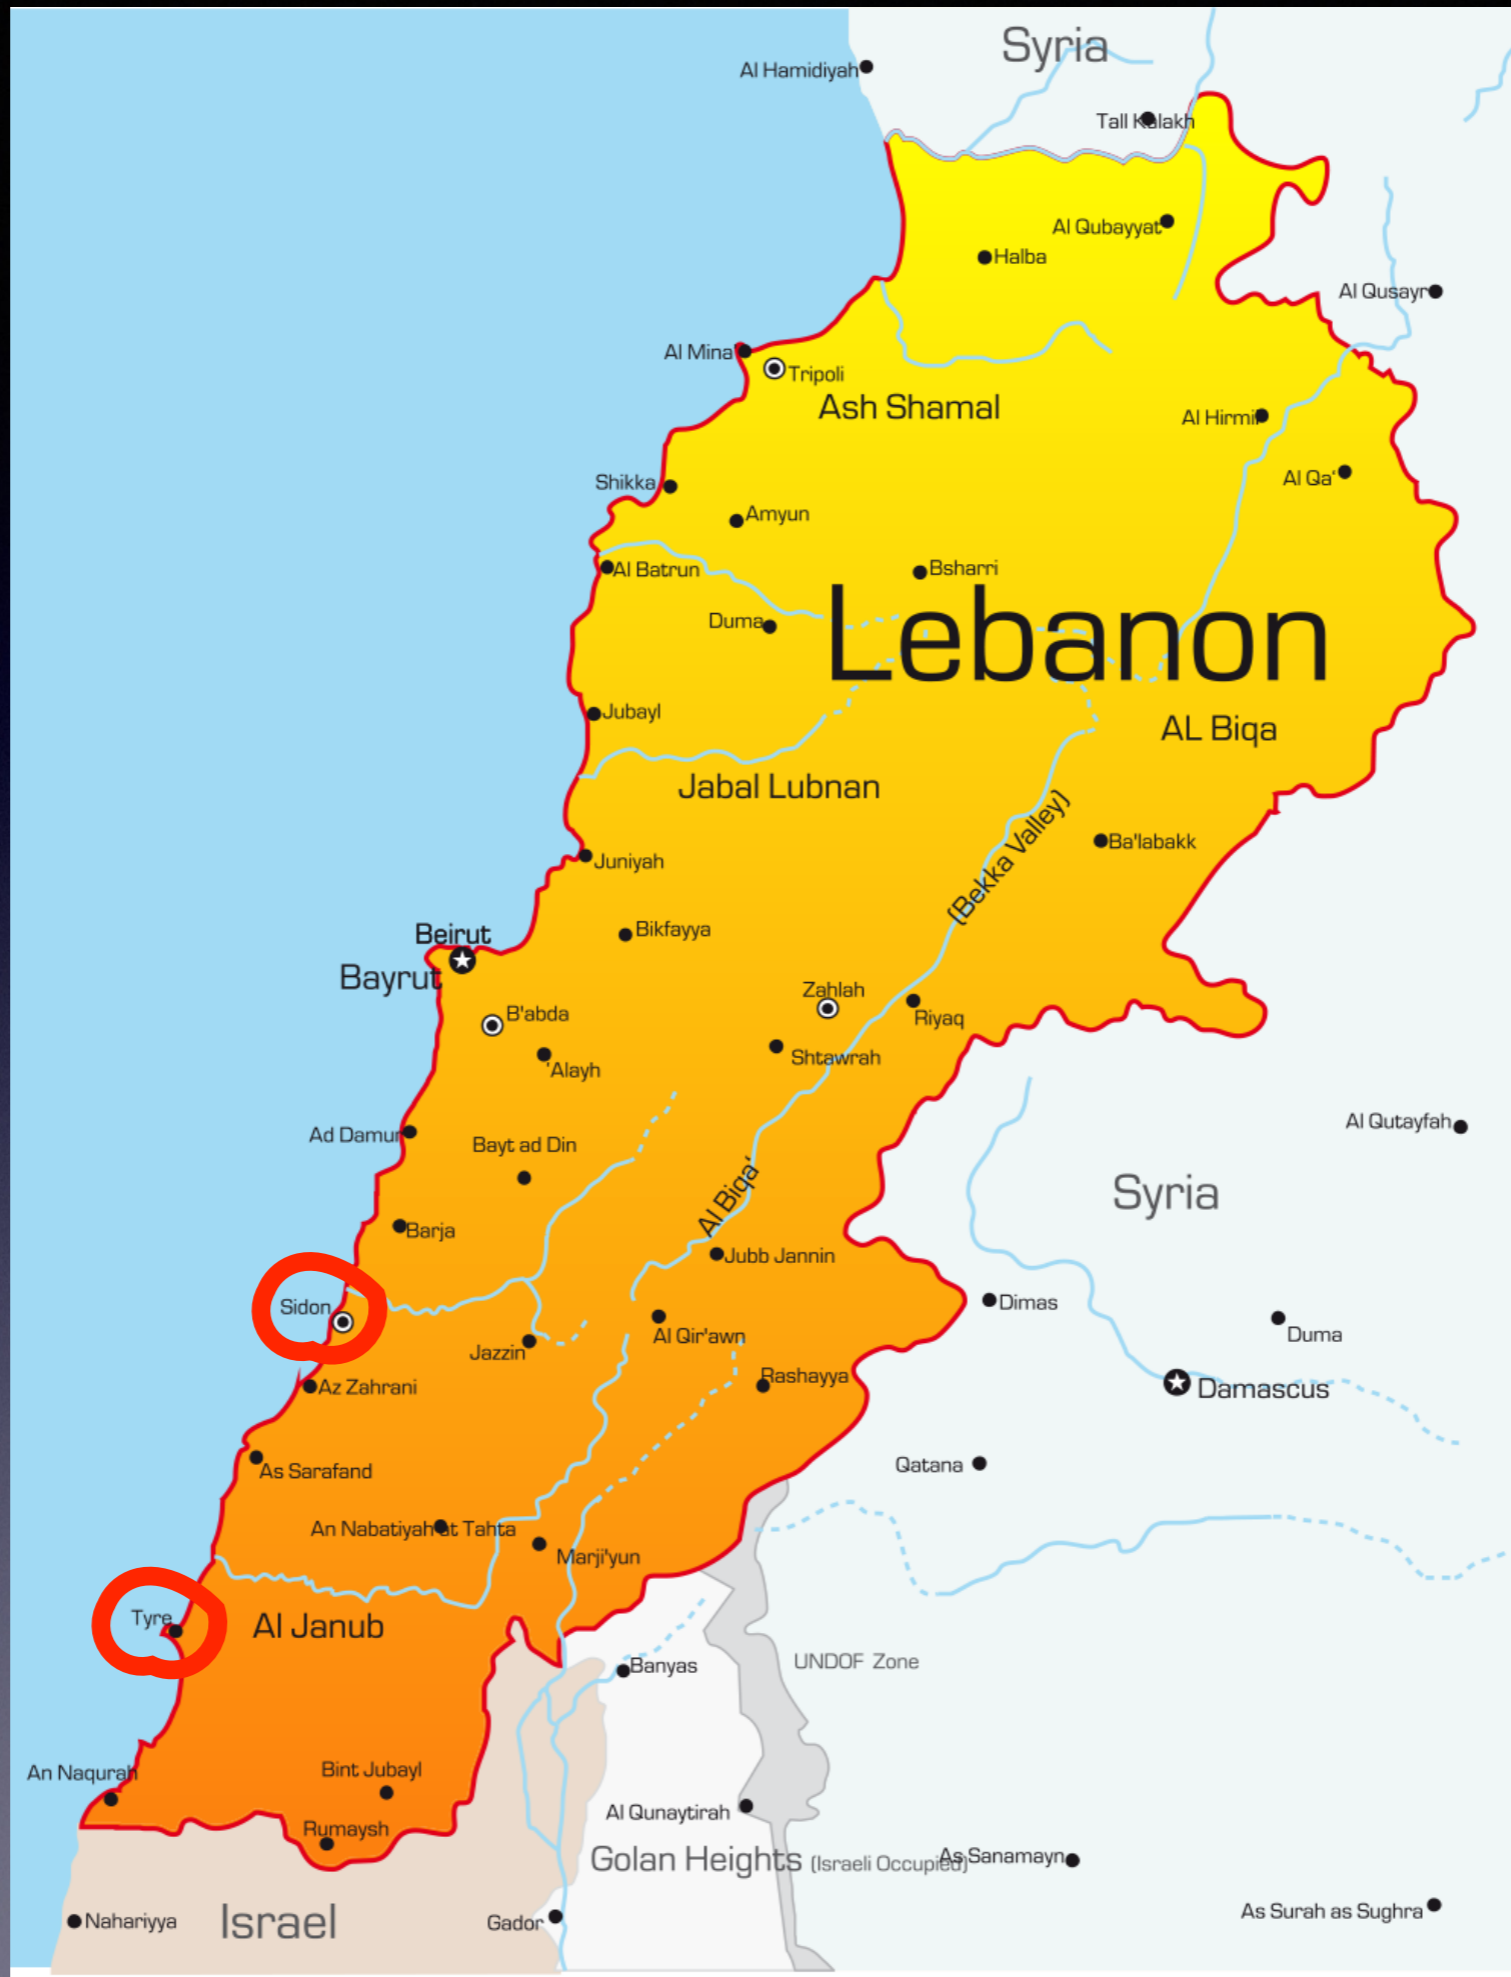 Syria
Al Hamidiyah
Tall Kalakh
Al Qubayyat
Halba
Al Qusayr
Al Mina
Tripoli
Ash Shamal
Al Hirmil
Al Qa'
Shikka
Amyun
Al Batrun
Bsharri
Duma
Lebanon
Jubayl
AL Biqa
Jabal Lubnan
(Bekka Valley)
Ba'labakk
Juniyah
Bikfayya
Beirut
Bayrut
Zahlah
B'abda
Riyaq
Shtawrah
'Alayh
Al Qutayfah
Ad Damur
Bayt ad Din
Syria
Al Biqa'
Barja
Jubb Jannin
Dimas
Sidon
Duma
Al Qir'awn
Jazzin
Rashayya
Az Zahrani
Damascus
Qatana
As Sarafand
An Nabatiyah at Tahta
Marji'yun
Tyre
Al Janub
Banyas
UNDOF Zone
An Naqurah
Bint Jubayl
Al Qunaytirah
Rumaysh
Golan Heights (Israeli Occupied)
As Sanamayn
As Surah as Sughra
Nahariyya
Israel
Gador